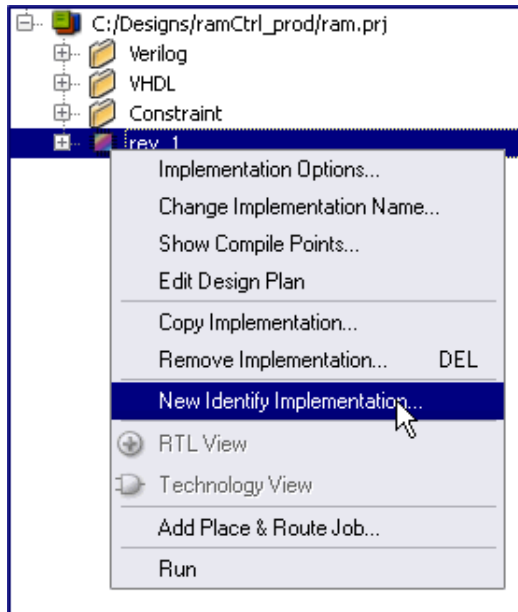 C:/Designs/ramCtrl_prod/ram.prj
Verilog
VHDL
Constraint
rev_1
Implementation Options...
Change Implementation Name...
Show Compile Points...
Edit Design Plan
Copy Implementation...
Remove Implementation... DEL
New Identify Implementation...
RTL View
Technology View
Add Place & Route Job...
Run